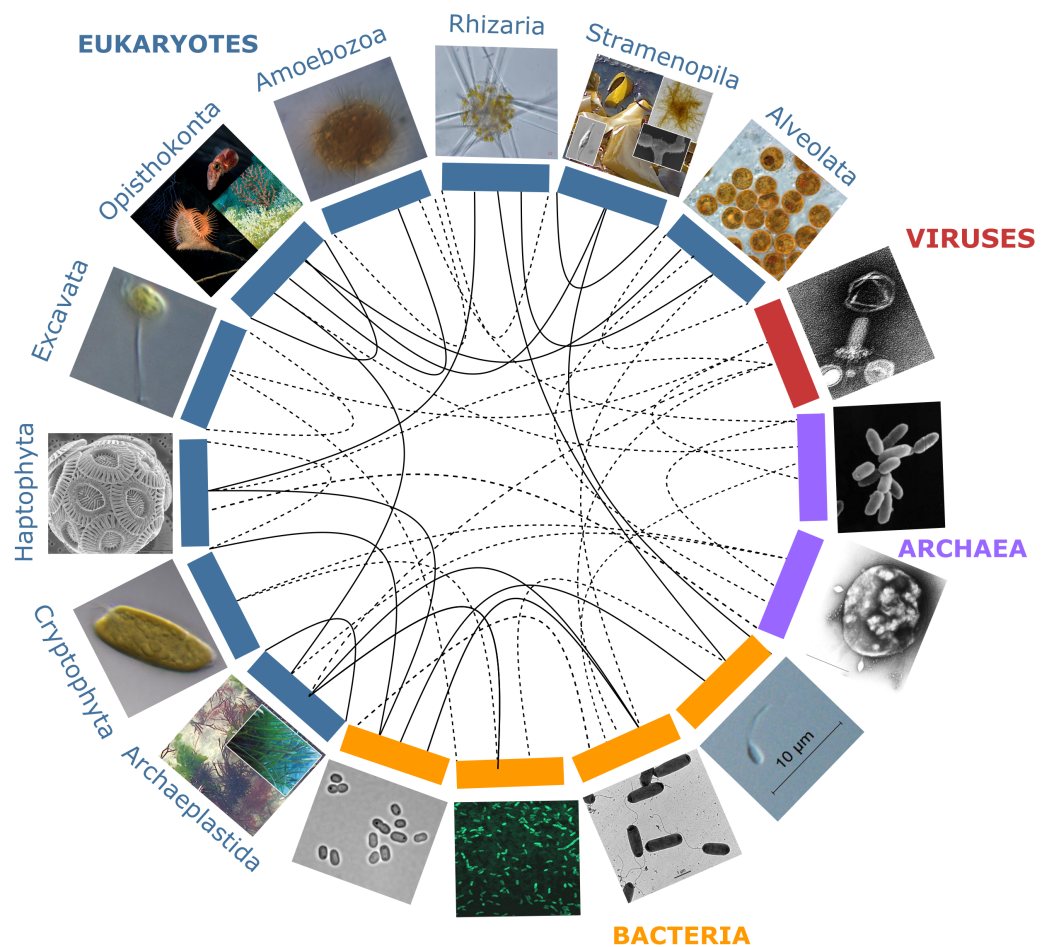 Rhizaria
EUKARYOTES
Stramenopila
Amoebozoa
Opisthokonta
Alveolata
VIRUSES
Excavata
Haptophyta
ARCHAEA
Cryptophyta
10 µm
Archaeplastida
BACTERIA